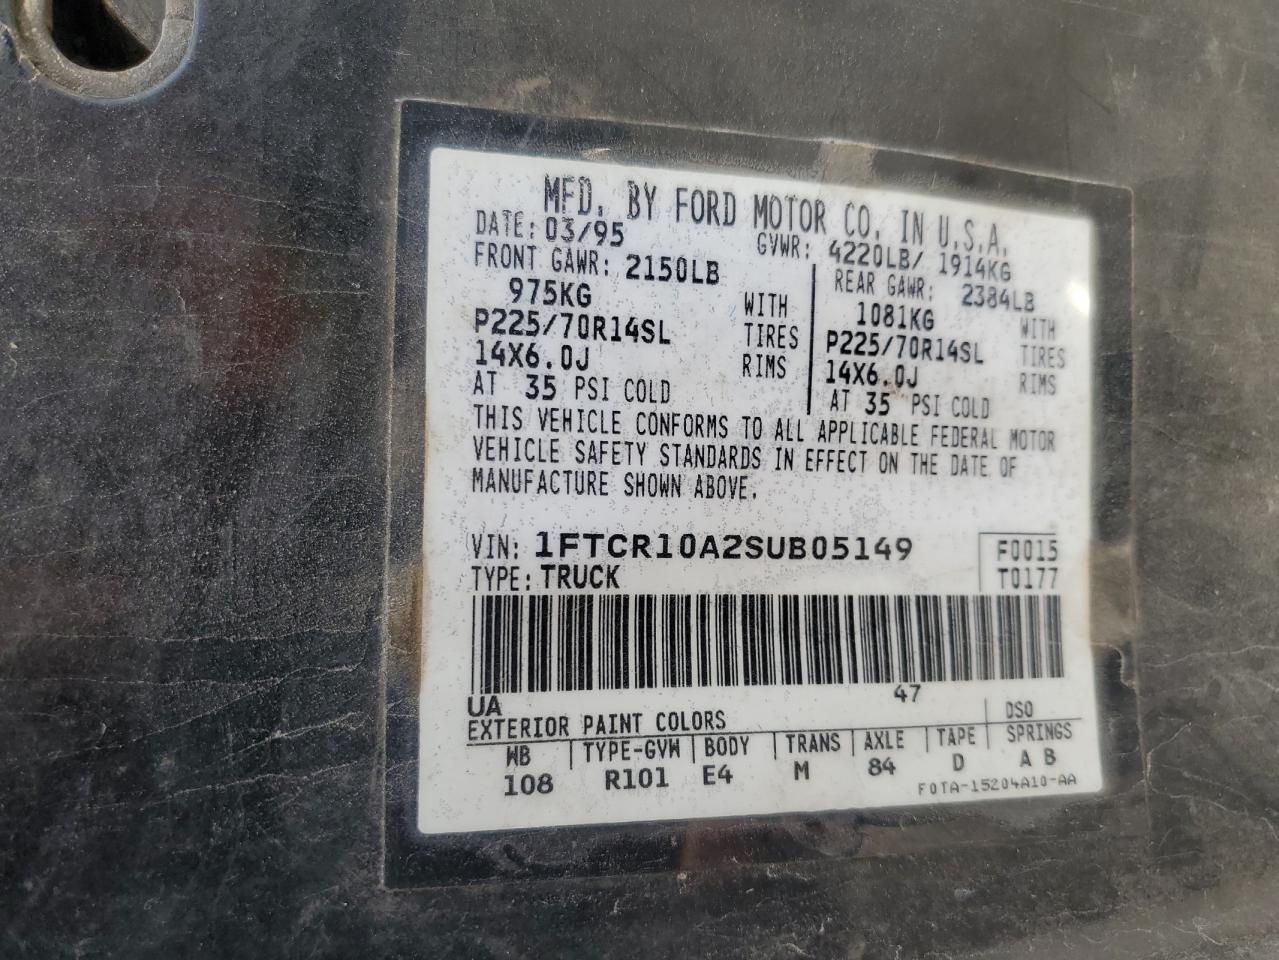 MFD. BY FORD MOTOR CO. IN U.S.A.
DATE: 03/95 GVWR: 4220LB/ 1914KG
FRONT GAWR: 2150LB REAR GAWR: 2384LB
975KG WITH 1081KG WITH
P225/70R14SL TIRES P225/70R14SL TIRES
14X6.0J RIMS 14X6.0J RIMS
AT 35 PSI COLD AT 35 PSI COLD
THIS VEHICLE CONFORMS TO ALL APPLICABLE FEDERAL MOTOR
VEHICLE SAFETY STANDARDS IN EFFECT ON THE DATE OF
MANUFACTURE SHOWN ABOVE.
VIN: 1FTCR10A2SUB05149 F0015
TYPE: TRUCK T0177
UA 47
EXTERIOR PAINT COLORS DSO
WB TYPE-GVW BODY TRANS AXLE TAPE SPRINGS
108 R101 E4 M 84 D A B
F0TA-15204A10-AA